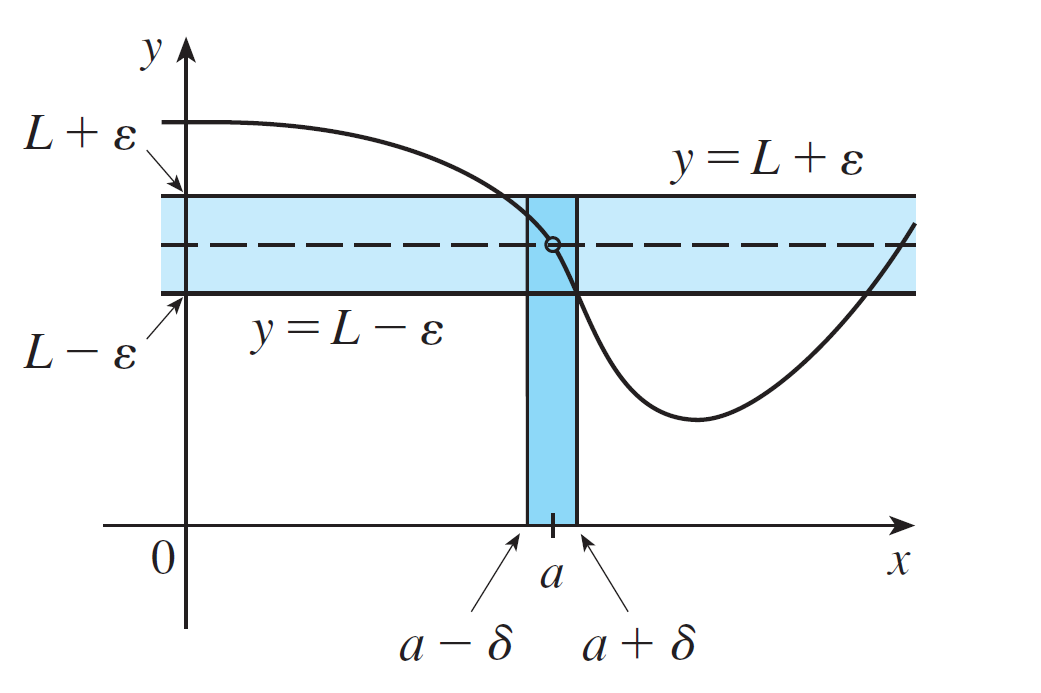 y
L + ε
y = L + ε
y = L − ε
L − ε
0
a
x
a − δ
a + δ